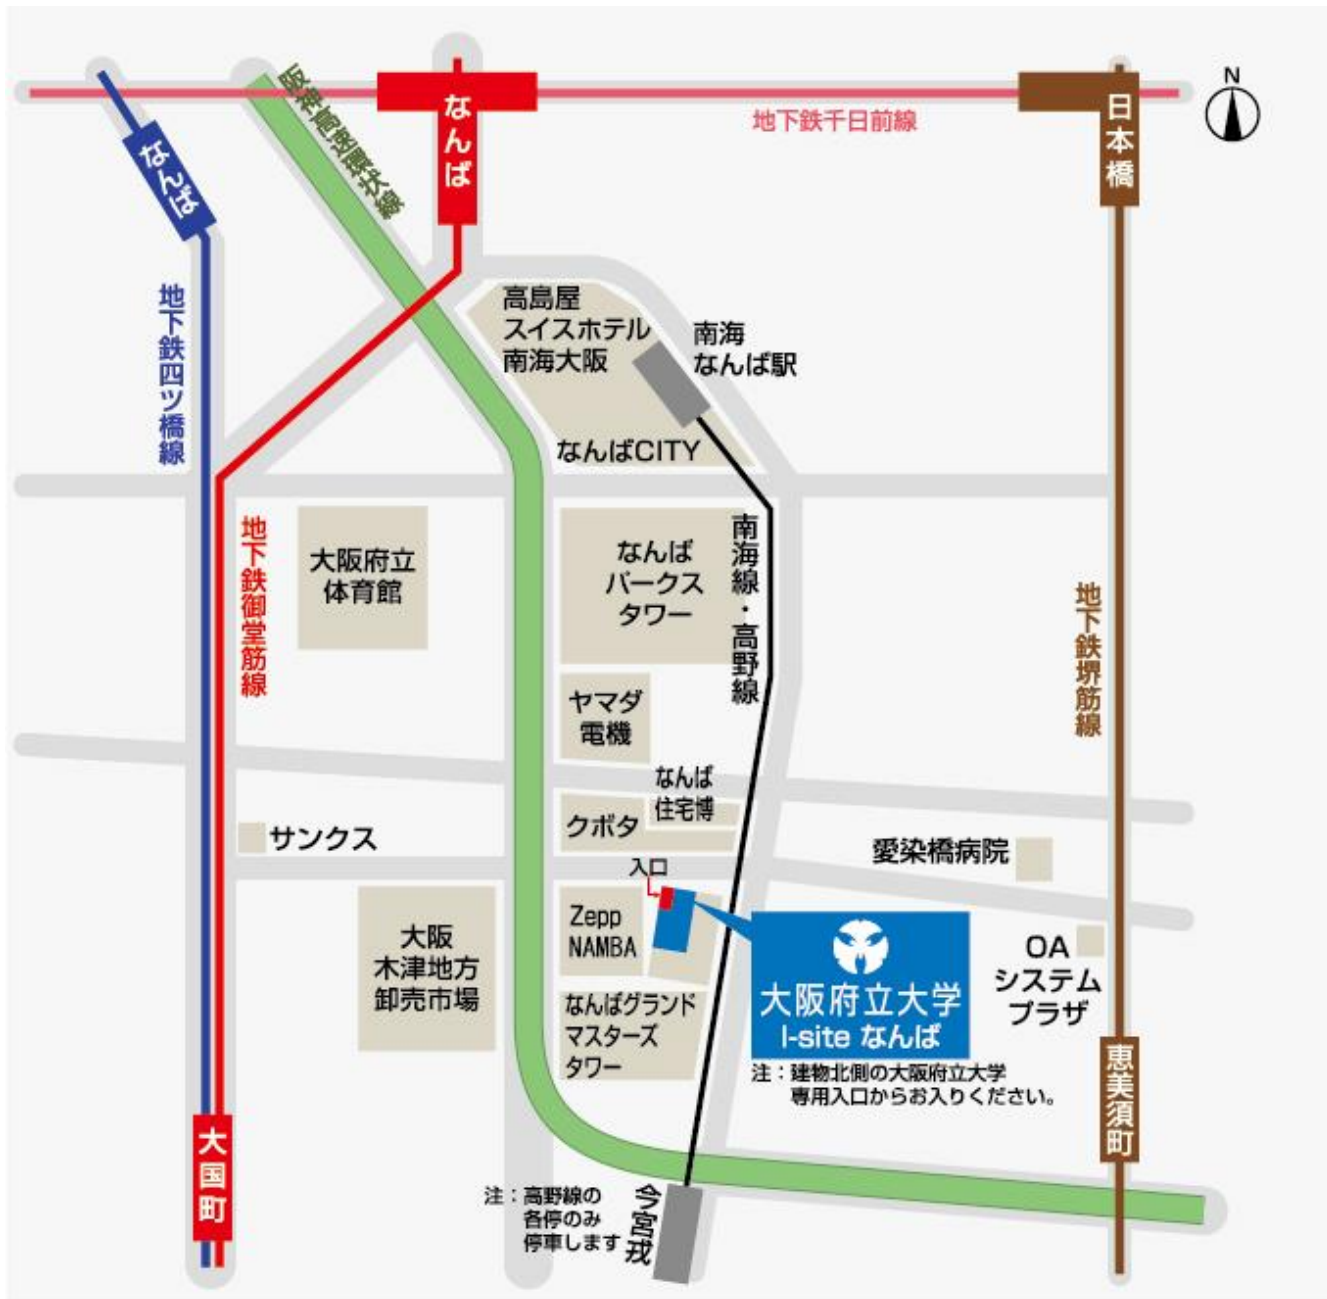 N
なんば
地下鉄千日前線
日本橋
なんば
阪神高速環状線
地下鉄四ツ橋線
高島屋
スイスホテル
南海大阪
南海
なんば駅
なんばCITY
地下鉄御堂筋線
大阪府立
体育館
なんば
パークス
タワー
南海線・高野線
地下鉄堺筋線
ヤマダ
電機
なんば
住宅博
クボタ
サンクス
愛染橋病院
入口
Zepp
NAMBA
大阪
木津地方
卸売市場
大阪府立大学
I-site なんば
OA
システム
プラザ
なんばグランド
マスターズ
タワー
注：建物北側の大阪府立大学
専用入口からお入りください。
恵美須町
大国町
注：高野線の
各停のみ
停車します
今宮戎